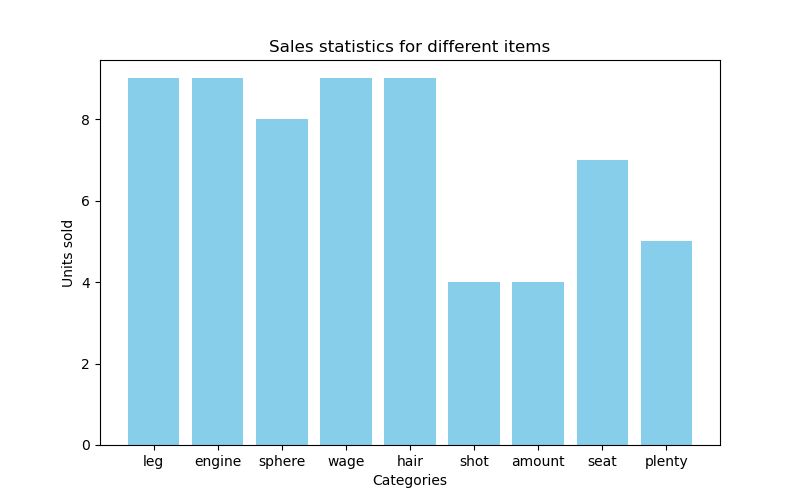 Sales statistics for different items
Units sold
8
6
4
2
0
leg engine sphere wage hair shot amount seat plenty
Categories